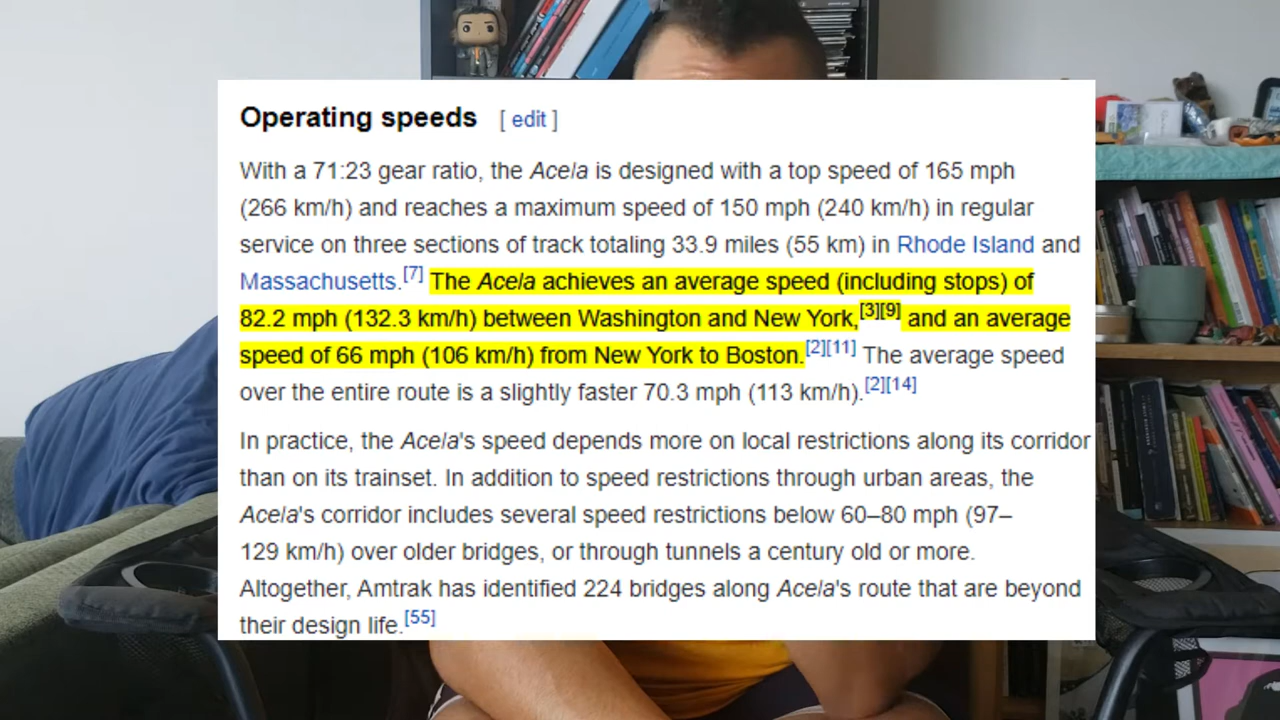 Operating speeds [ edit ]
With a 71:23 gear ratio, the Acela is designed with a top speed of 165 mph
(266 km/h) and reaches a maximum speed of 150 mph (240 km/h) in regular
service on three sections of track totaling 33.9 miles (55 km) in Rhode Island and
Massachusetts.[7] The Acela achieves an average speed (including stops) of
82.2 mph (132.3 km/h) between Washington and New York,[3][9] and an average
speed of 66 mph (106 km/h) from New York to Boston.[2][11] The average speed
over the entire route is a slightly faster 70.3 mph (113 km/h).[2][14]
In practice, the Acela's speed depends more on local restrictions along its corridor
than on its trainset. In addition to speed restrictions through urban areas, the
Acela's corridor includes several speed restrictions below 60–80 mph (97–
129 km/h) over older bridges, or through tunnels a century old or more.
Altogether, Amtrak has identified 224 bridges along Acela's route that are beyond
their design life.[55]